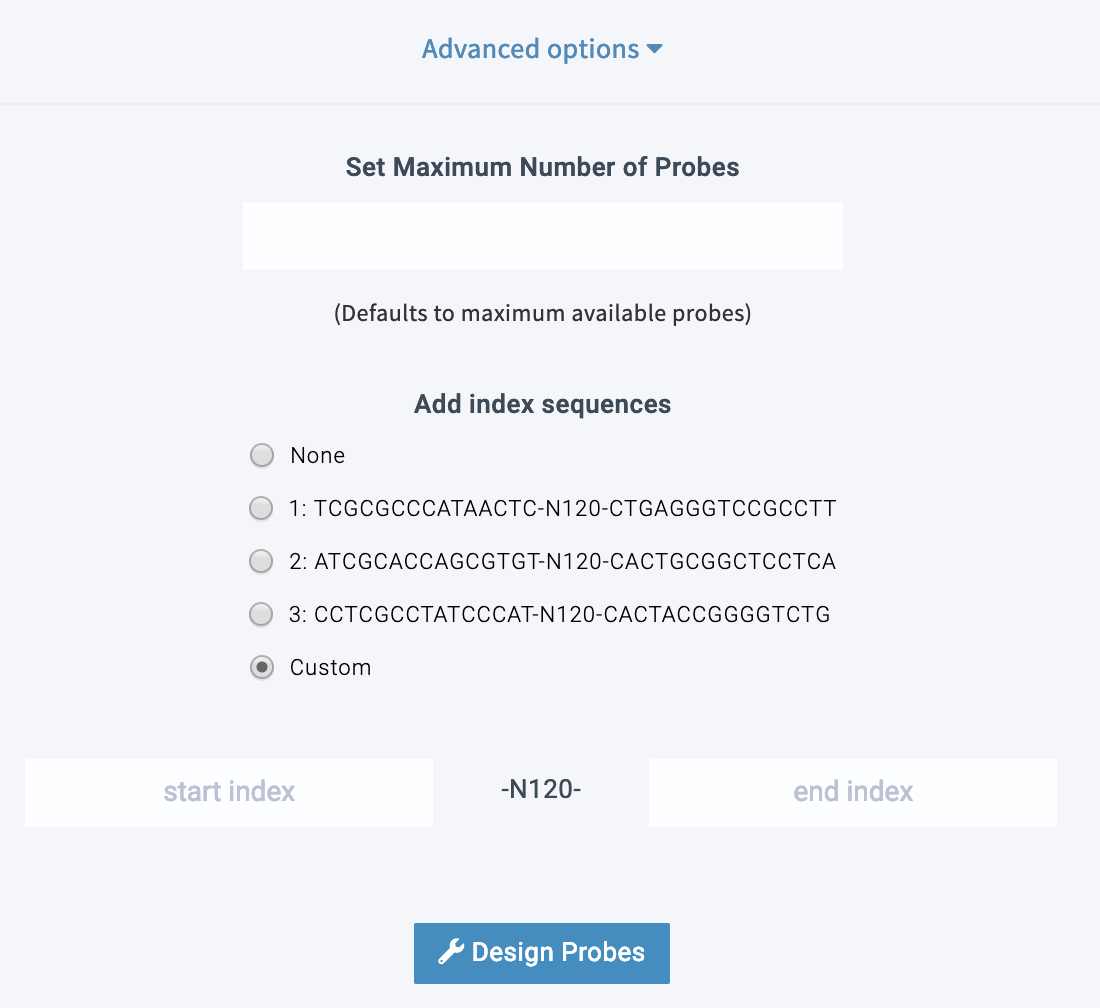 Advanced options
Set Maximum Number of Probes
(Defaults to maximum available probes)
Add index sequences
None
1: TCGCGCCCATAACTC-N120-CTGAGGGTCCGCCTT
2: ATCGCACCAGCGTGT-N120-CACTGCGGCTCCTCA
3: CCTCGCCTATCCCAT-N120-CACTACCGGGGTCTG
Custom
start index -N120- end index
Design Probes